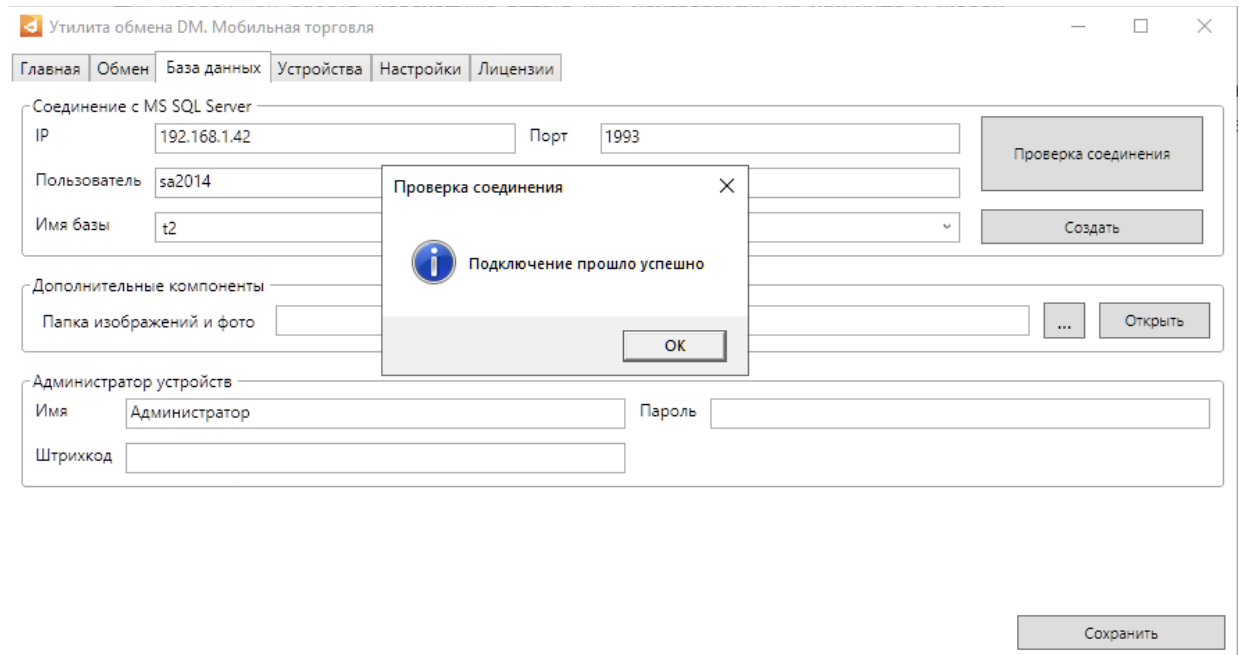 Утилита обмена DM. Мобильная торговля
Главная Обмен База данных Устройства Настройки Лицензии
Соединение с MS SQL Server
IP 192.168.1.42 Порт 1993
Проверка соединения
Пользователь sa2014
Имя базы t2
Создать
Проверка соединения
Подключение прошло успешно
ОК
Дополнительные компоненты
Папка изображений и фото ... Открыть
Администратор устройств
Имя Администратор Пароль
Штрихкод
Сохранить